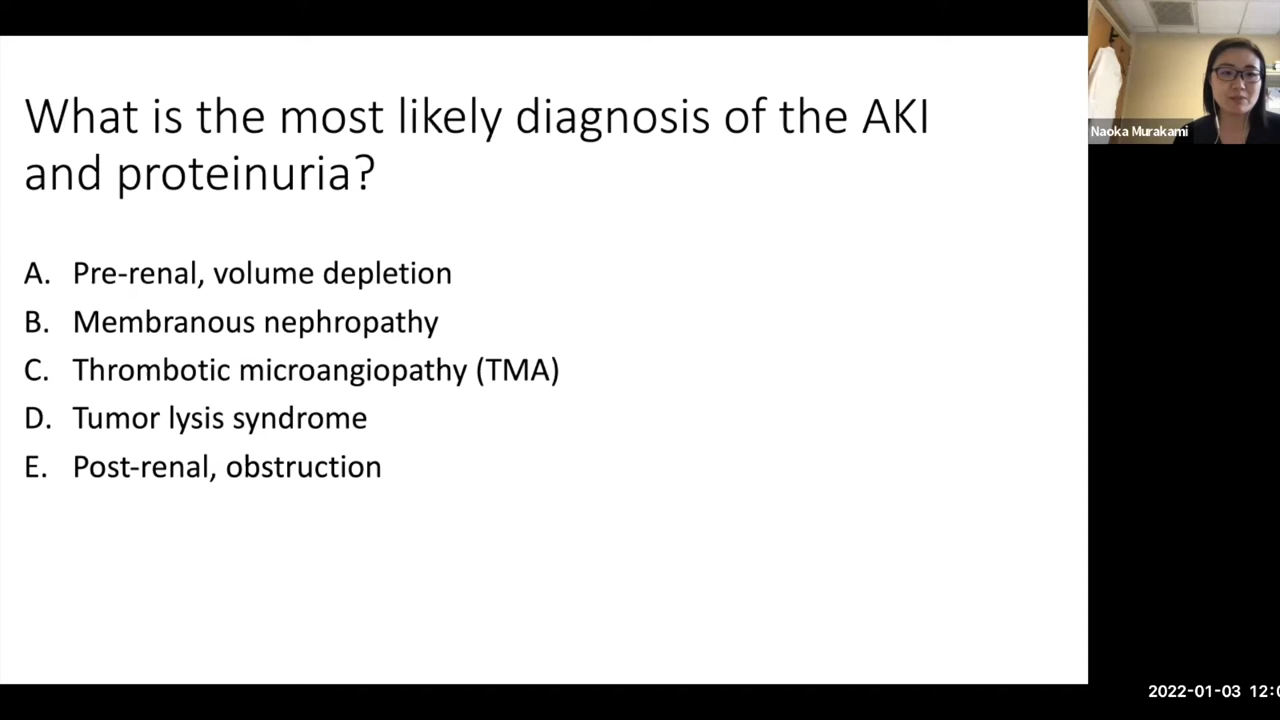 What is the most likely diagnosis of the AKI
and proteinuria?
A. Pre-renal, volume depletion
B. Membranous nephropathy
C. Thrombotic microangiopathy (TMA)
D. Tumor lysis syndrome
E. Post-renal, obstruction
Naoka Murakami
2022-01-03